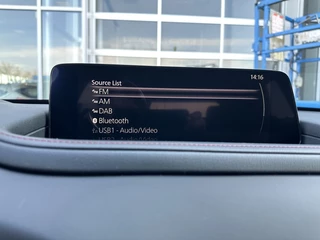 14:16
Source List
FM
AM
DAB
Bluetooth
USB1 - Audio/Video